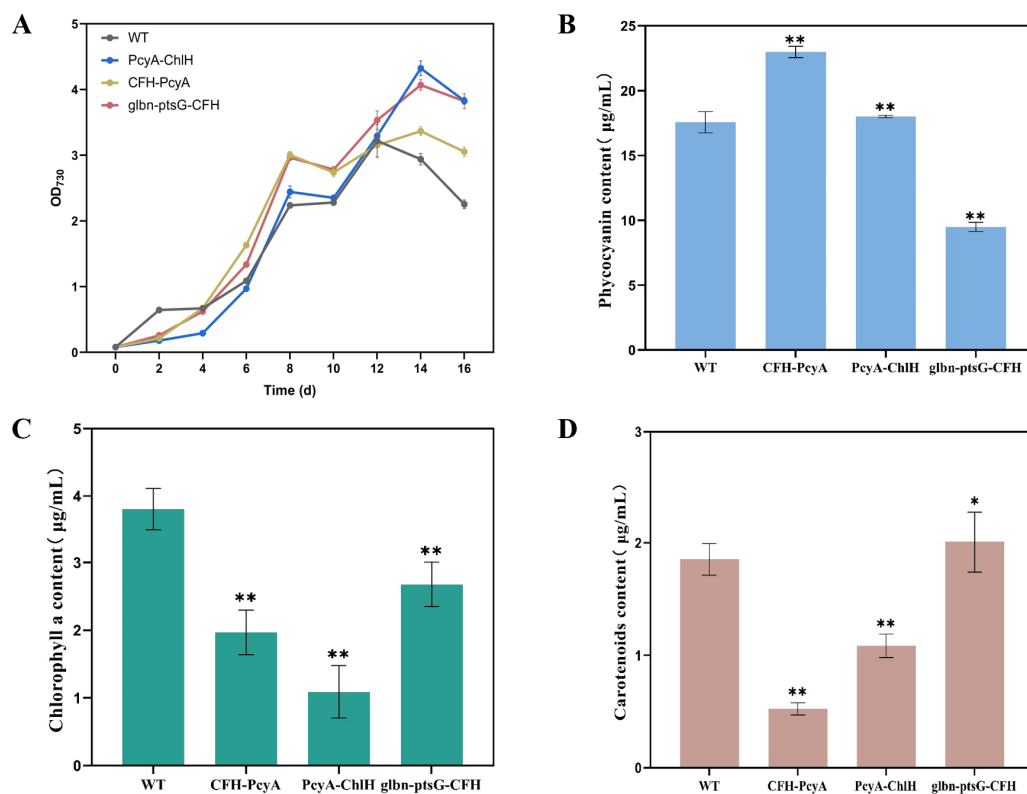 A
WT
PcyA-ChlH
CFH-PcyA
glbn-ptsG-CFH
OD730
5
4
3
2
1
0
0 2 4 6 8 10 12 14 16
Time (d)
B
Phycocyanin content( μg/mL)
25
20
15
10
5
0
** ** **
WT CFH-PcyA PcyA-ChlH glbn-ptsG-CFH
C
Chlorophyll a content( μg/mL)
5
4
3
2
1
0
** ** **
WT CFH-PcyA PcyA-ChlH glbn-ptsG-CFH
D
Carotenoids content( μg/mL)
3
2
1
0
** ** *
WT CFH-PcyA PcyA-ChlH glbn-ptsG-CFH